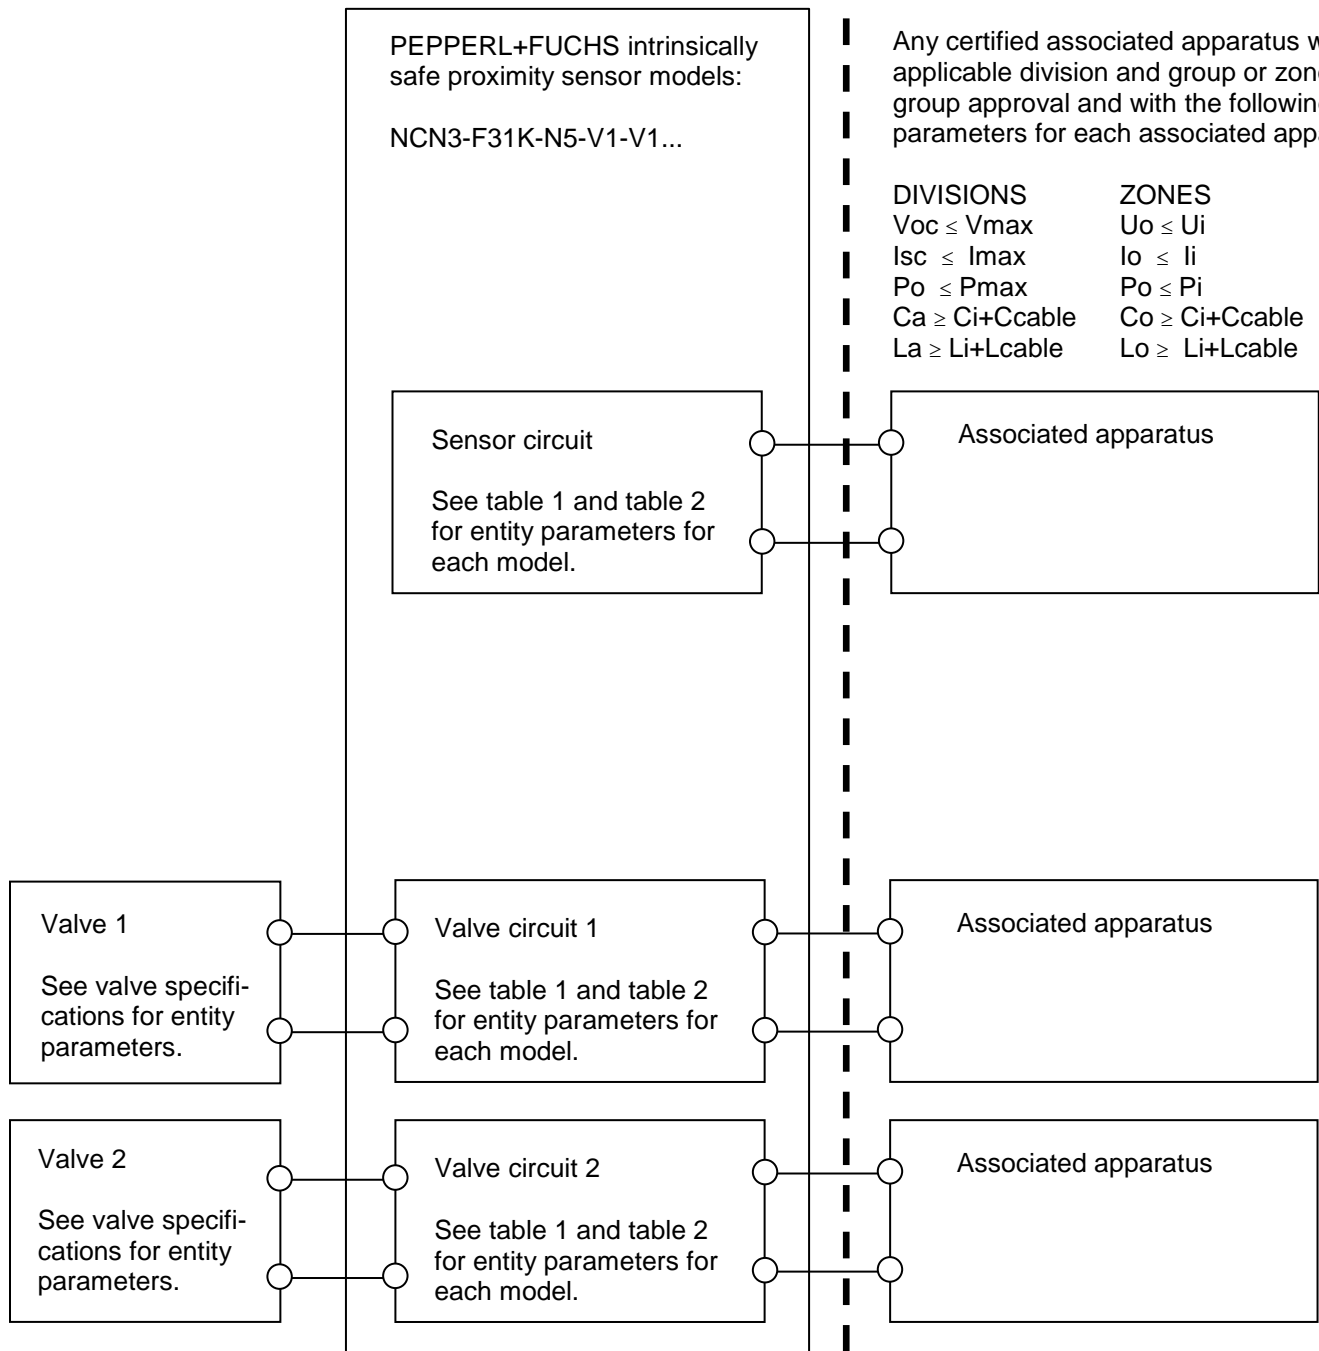 PEPPERL+FUCHS intrinsically
safe proximity sensor models:
NCN3-F31K-N5-V1-V1...
Any certified associated apparatus
applicable division and group or
group approval and with the
parameters for each associated
DIVISIONS ZONES
Voc ≤ Vmax Uo ≤ Ui
Isc ≤ Imax Io ≤ Ii
Po ≤ Pmax Po ≤ Pi
Ca ≥ Ci+Ccable Co ≥ Ci+Ccable
La ≥ Li+Lcable Lo ≥ Li+Lcable
Sensor circuit
See table 1 and table 2
for entity parameters for
each model.
Associated apparatus
Valve 1
See valve specifi-
cations for entity
parameters.
Valve circuit 1
See table 1 and table 2
for entity parameters for
each model.
Associated apparatus
Valve 2
See valve specifi-
cations for entity
parameters.
Valve circuit 2
See table 1 and table 2
for entity parameters for
each model.
Associated apparatus